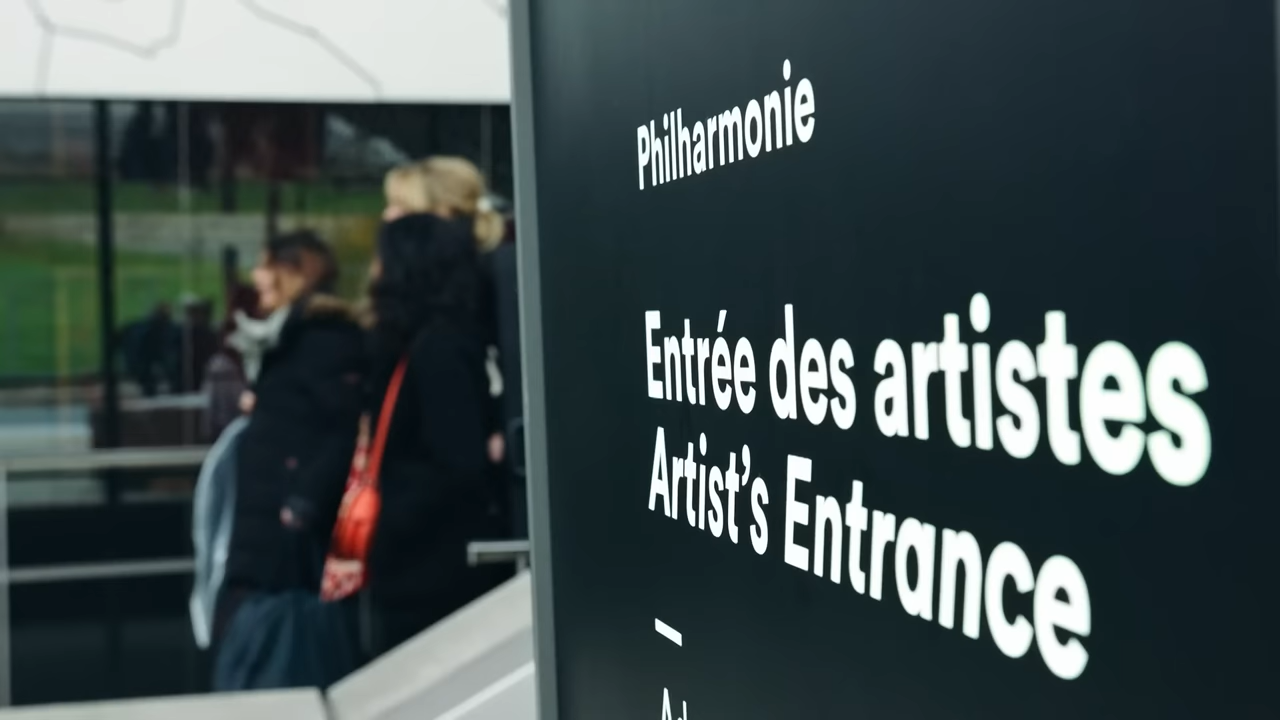 Philharmonie
Entrée des artistes
Artist’s Entrance
–